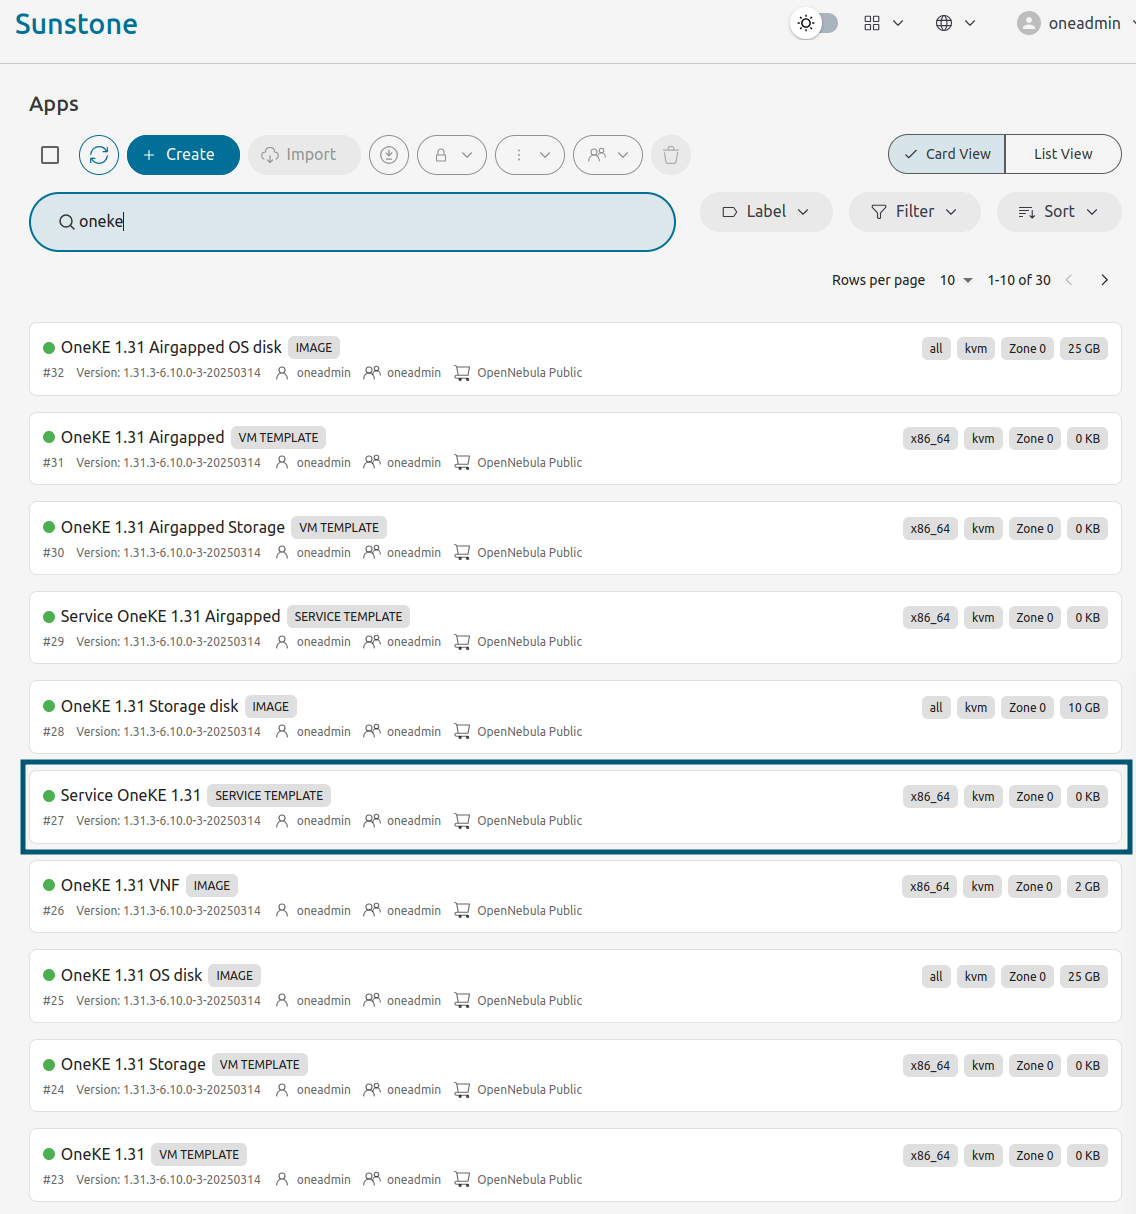 Sunstone
oneadmin
Apps
+ Create
Import
Card View
List View
oneke
Label
Filter
Sort
Rows per page 10 1-10 of 30
OneKE 1.31 Airgapped OS disk IMAGE all kvm Zone 0 25 GB
#32 Version: 1.31.3-6.10.0-3-20250314 oneadmin oneadmin OpenNebula Public
OneKE 1.31 Airgapped VM TEMPLATE x86_64 kvm Zone 0 0 KB
#31 Version: 1.31.3-6.10.0-3-20250314 oneadmin oneadmin OpenNebula Public
OneKE 1.31 Airgapped Storage VM TEMPLATE x86_64 kvm Zone 0 0 KB
#30 Version: 1.31.3-6.10.0-3-20250314 oneadmin oneadmin OpenNebula Public
Service OneKE 1.31 Airgapped SERVICE TEMPLATE x86_64 kvm Zone 0 0 KB
#29 Version: 1.31.3-6.10.0-3-20250314 oneadmin oneadmin OpenNebula Public
OneKE 1.31 Storage disk IMAGE all kvm Zone 0 10 GB
#28 Version: 1.31.3-6.10.0-3-20250314 oneadmin oneadmin OpenNebula Public
Service OneKE 1.31 SERVICE TEMPLATE x86_64 kvm Zone 0 0 KB
#27 Version: 1.31.3-6.10.0-3-20250314 oneadmin oneadmin OpenNebula Public
OneKE 1.31 VNF IMAGE x86_64 kvm Zone 0 2 GB
#26 Version: 1.31.3-6.10.0-3-20250314 oneadmin oneadmin OpenNebula Public
OneKE 1.31 OS disk IMAGE all kvm Zone 0 25 GB
#25 Version: 1.31.3-6.10.0-3-20250314 oneadmin oneadmin OpenNebula Public
OneKE 1.31 Storage VM TEMPLATE x86_64 kvm Zone 0 0 KB
#24 Version: 1.31.3-6.10.0-3-20250314 oneadmin oneadmin OpenNebula Public
OneKE 1.31 VM TEMPLATE x86_64 kvm Zone 0 0 KB
#23 Version: 1.31.3-6.10.0-3-20250314 oneadmin oneadmin OpenNebula Public